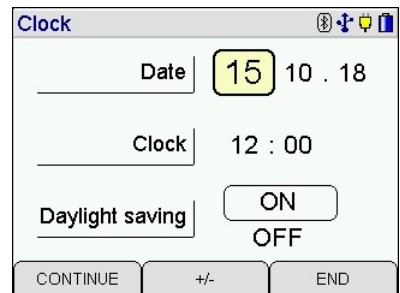 Clock
Date 15 10 . 18
Clock 12 : 00
Daylight saving ON
OFF
CONTINUE +/- END